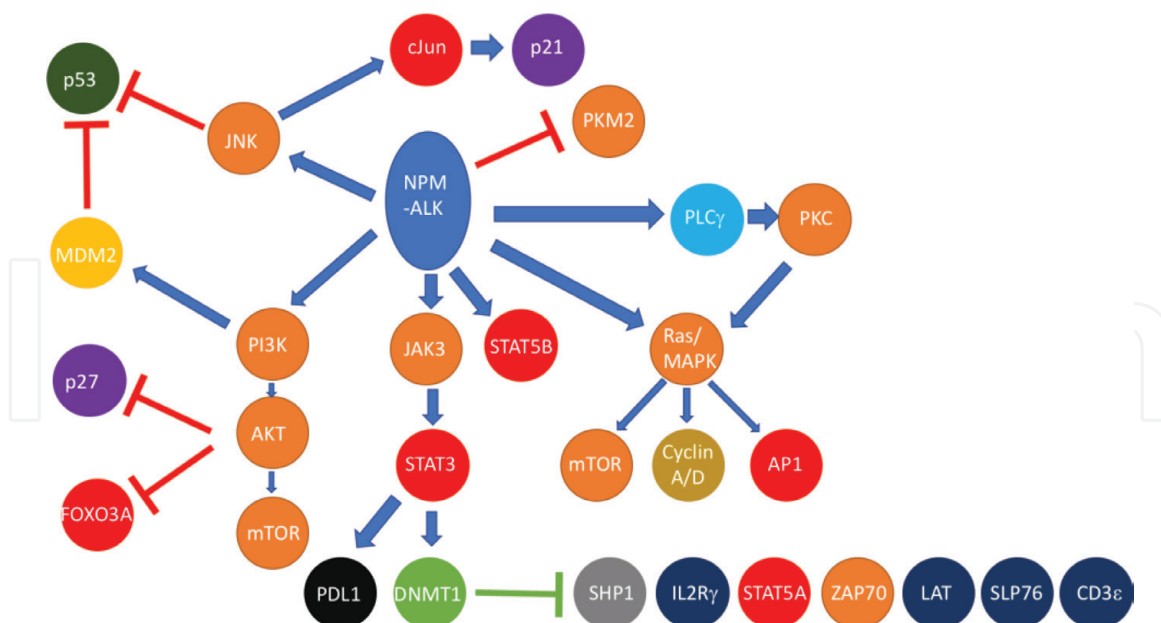 cJun
p21
p53
PKM2
JNK
NPM
-ALK
PLCγ
PKC
MDM2
PI3K
JAK3
STAT5B
Ras/
MAPK
p27
AKT
STAT3
mTOR
Cyclin
A/D
AP1
FOXO3A
mTOR
PDL1
DNMT1
SHP1
IL2Rγ
STAT5A
ZAP70
LAT
SLP76
CD3ε